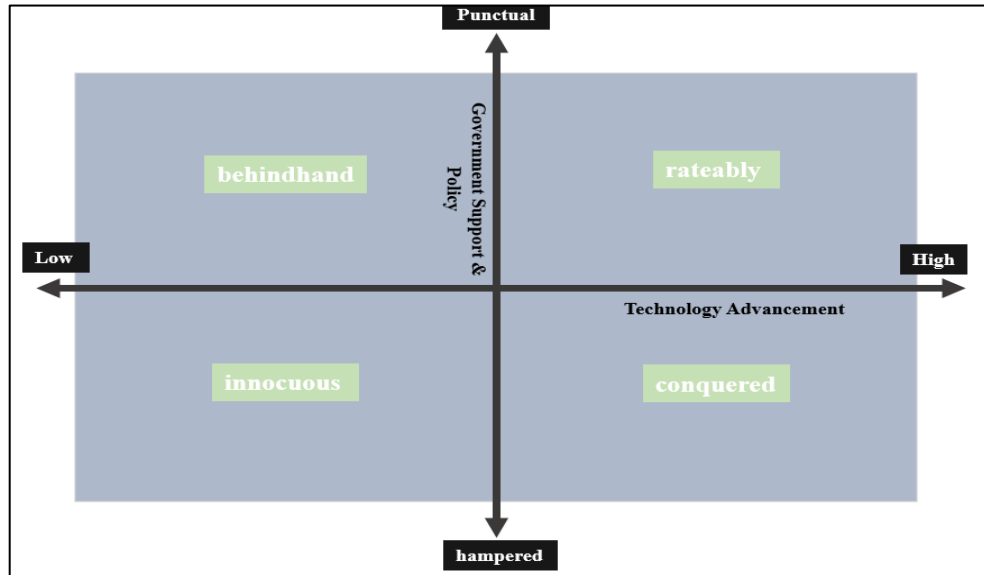 Punctual
Government Support &
Policy
behindhand
rateably
Low
High
Technology Advancement
innocuous
conquered
hampered